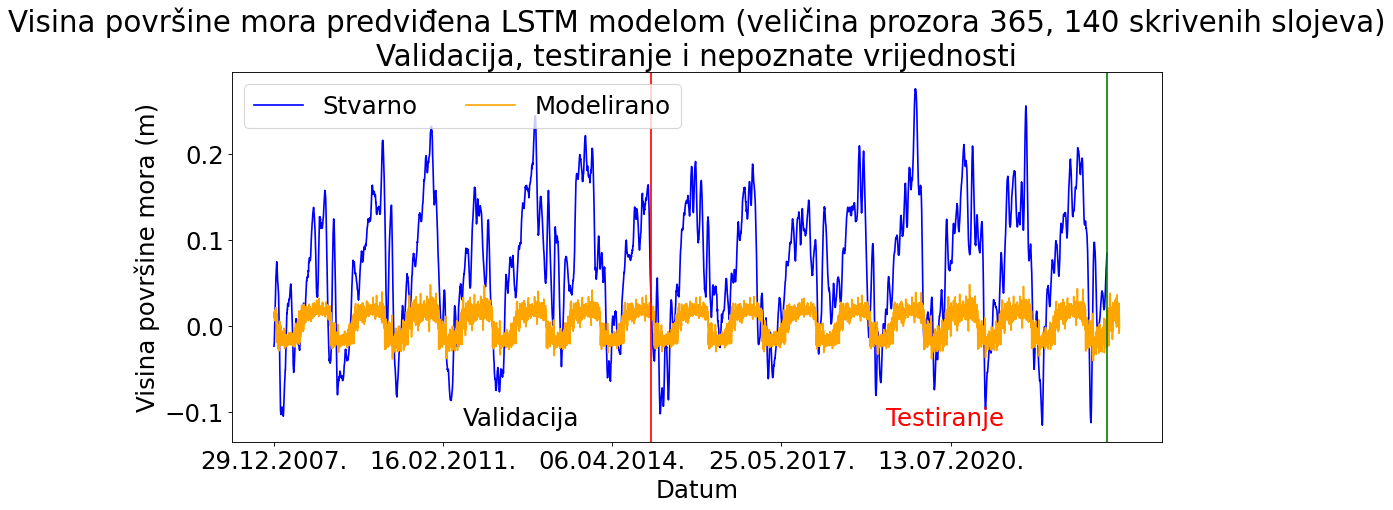 Visina površine mora predviđena LSTM modelom (veličina prozora 365, 140 skrivenih slojeva)
Validacija, testiranje i nepoznate vrijednosti
Stvarno
Modelirano
Visina površine mora (m)
0.2
0.1
0.0
−0.1
Validacija
Testiranje
29.12.2007.
16.02.2011.
06.04.2014.
25.05.2017.
13.07.2020.
Datum